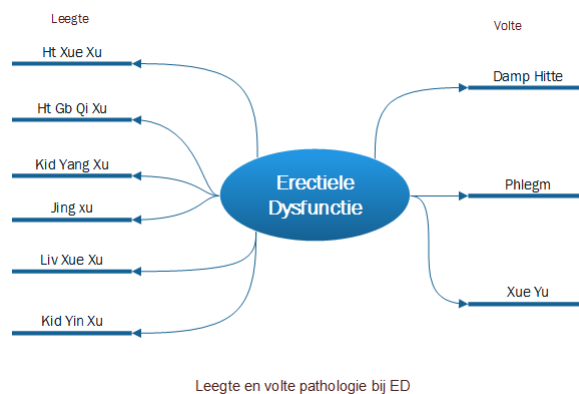 Leegte
Ht Xue Xu
Ht Gb Qi Xu
Kid Yang Xu
Jing xu
Liv Xue Xu
Kid Yin Xu
Erectiele
Dysfunctie
Volte
Damp Hitte
Phlegm
Xue Yu
Leegte en volte pathologie bij ED